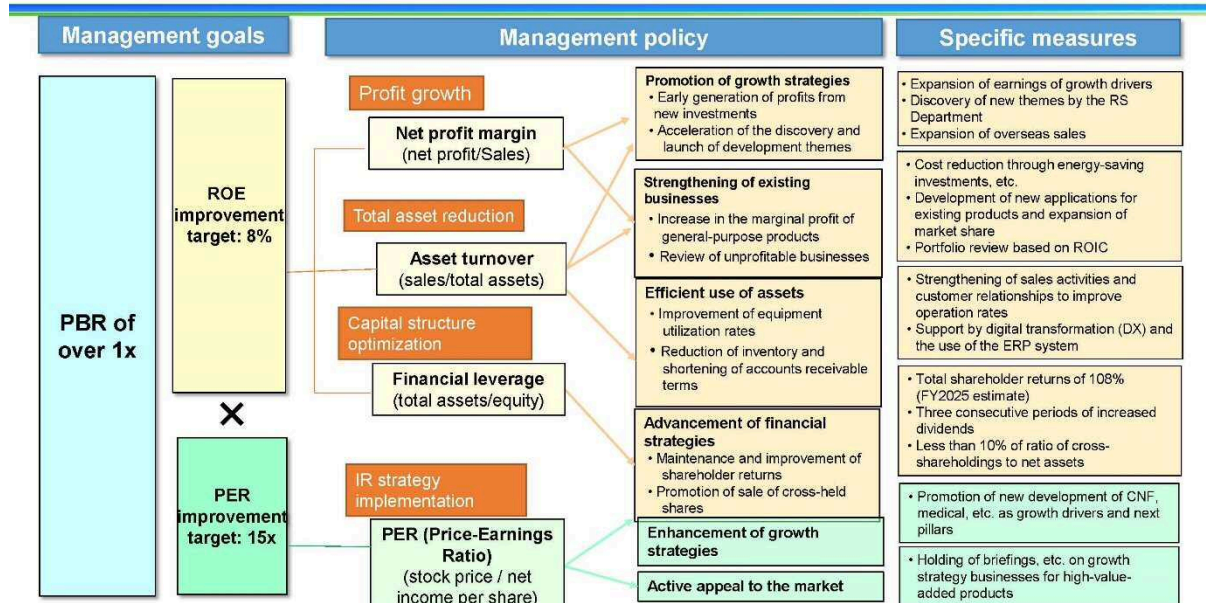 Management goals
Management policy
Specific measures
PBR of
over 1x
ROE
improvement
target: 8%
×
PER
improvement
target: 15x
Profit growth
Net profit margin
(net profit/Sales)
Total asset reduction
Asset turnover
(sales/total assets)
Capital structure
optimization
Financial leverage
(total assets/equity)
IR strategy
implementation
PER (Price-Earnings
Ratio)
(stock price / net
income per share)
Promotion of growth strategies
• Early generation of profits from
new investments
• Acceleration of the discovery and
launch of development themes
Strengthening of existing
businesses
• Increase in the marginal profit of
general-purpose products
• Review of unprofitable businesses
Efficient use of assets
• Improvement of equipment
utilization rates
• Reduction of inventory and
shortening of accounts receivable
terms
Advancement of financial
strategies
• Maintenance and improvement of
shareholder returns
• Promotion of sale of cross-held
shares
Enhancement of growth
strategies
Active appeal to the market
• Expansion of earnings of growth drivers
• Discovery of new themes by the RS
Department
• Expansion of overseas sales
• Cost reduction through energy-saving
investments, etc.
• Development of new applications for
existing products and expansion of
market share
• Portfolio review based on ROIC
• Strengthening of sales activities and
customer relationships to improve
operation rates
• Support by digital transformation (DX) and
the use of the ERP system
• Total shareholder returns of 108%
(FY2025 estimate)
• Three consecutive periods of increased
dividends
• Less than 10% of ratio of cross-
shareholdings to net assets
• Promotion of new development of CNF,
medical, etc. as growth drivers and next
pillars
• Holding of briefings, etc. on growth
strategy businesses for high-value-
added products